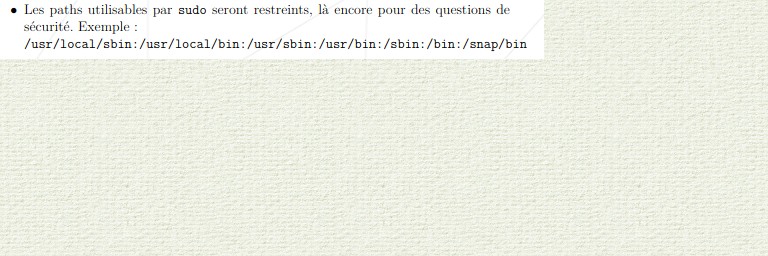 • Les paths utilisables par sudo seront restreints, là encore pour des questions de
sécurité. Exemple :
/usr/local/sbin:/usr/local/bin:/usr/sbin:/usr/bin:/sbin:/bin:/snap/bin